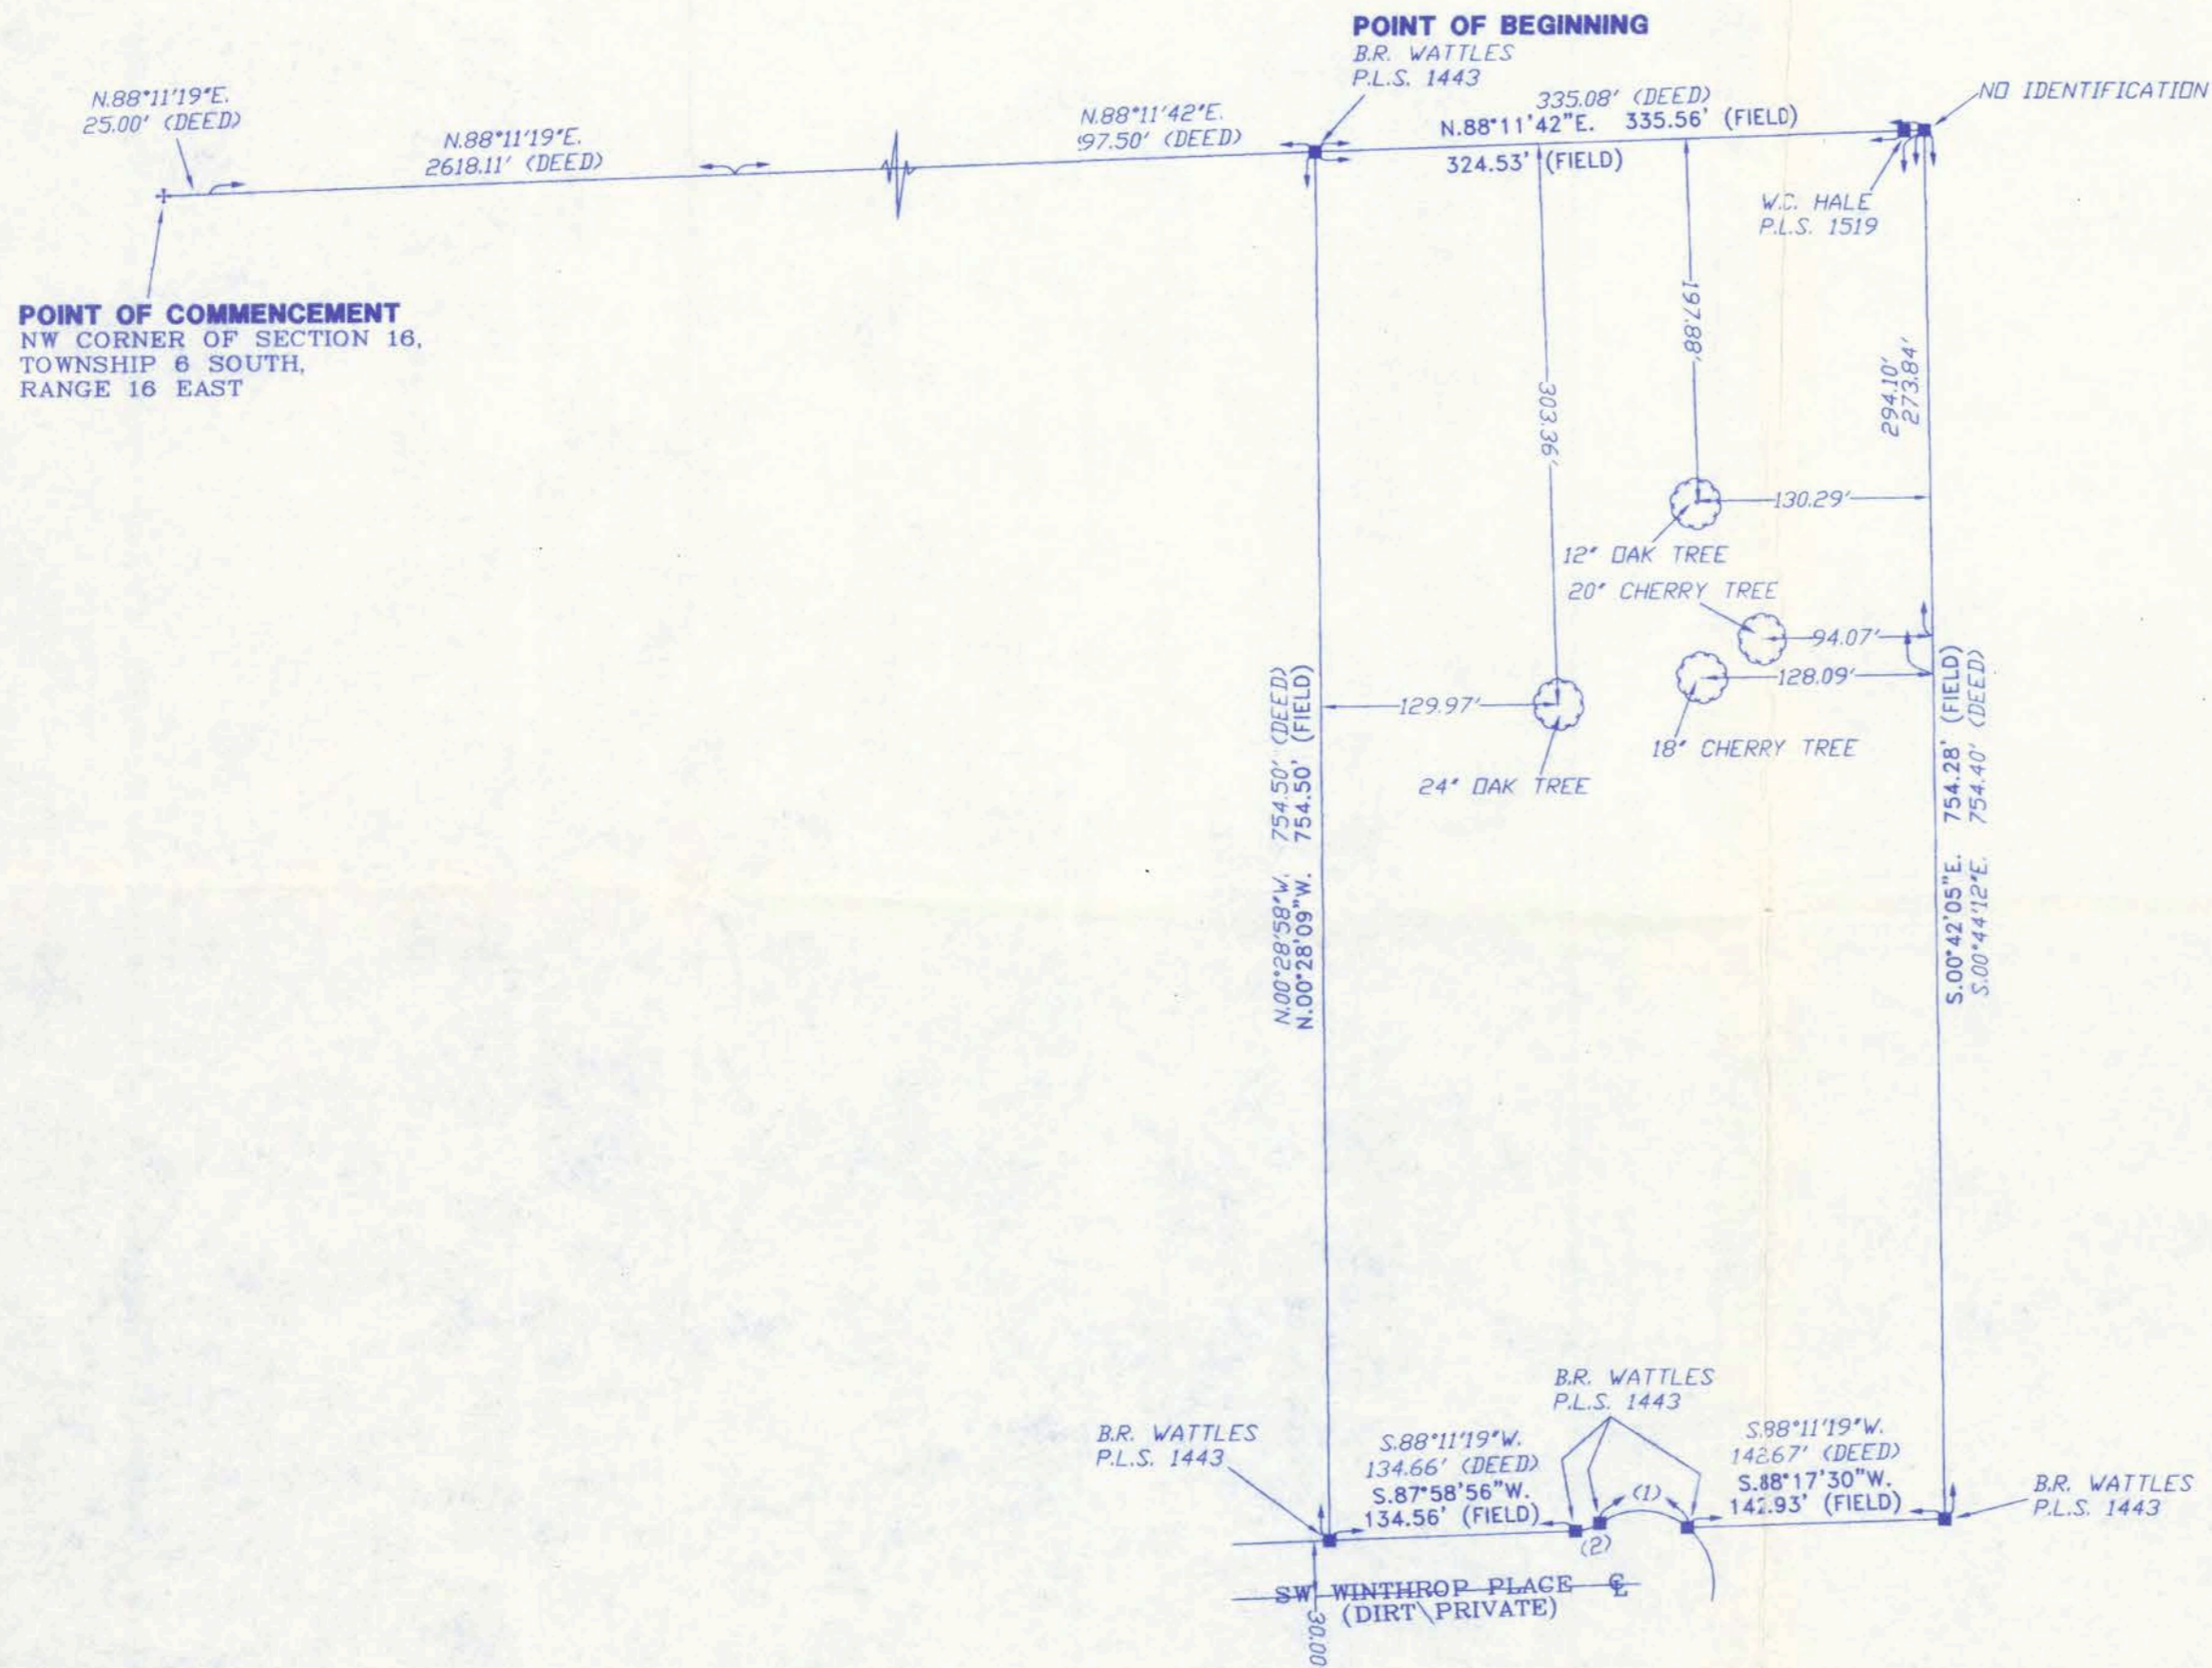 POINT OF BEGINNING
B.R. WATTLES
P.L.S. 1443
N.88°11'19"E.
25.00' (DEED)
N.88°11'19"E.
2618.11' (DEED)
N.88°11'42"E.
97.50' (DEED)
335.08' (DEED)
N.88°11'42"E. 335.56' (FIELD)
324.53' (FIELD)
NO IDENTIFICATION
W.C. HALE
P.L.S. 1519
POINT OF COMMENCEMENT
NW CORNER OF SECTION 16,
TOWNSHIP 6 SOUTH,
RANGE 16 EAST
197.88'
303.36'
294.10'
273.84'
130.29'
12" OAK TREE
20" CHERRY TREE
94.07'
128.09'
129.97'
18" CHERRY TREE
24" OAK TREE
N.00°28'58"W. 754.50' (DEED)
N.00°28'09"W. 754.50' (FIELD)
S.00°42'05"E. 754.28' (FIELD)
S.00°44'12"E. 754.40' (DEED)
B.R. WATTLES
P.L.S. 1443
B.R. WATTLES
P.L.S. 1443
S.88°11'19"W.
134.66' (DEED)
S.87°58'56"W.
134.56' (FIELD)
(1)
(2)
S.88°11'19"W.
142.67' (DEED)
S.88°17'30"W.
142.93' (FIELD)
B.R. WATTLES
P.L.S. 1443
SW WINTHROP PLACE ℄
(DIRT\PRIVATE)
30.00